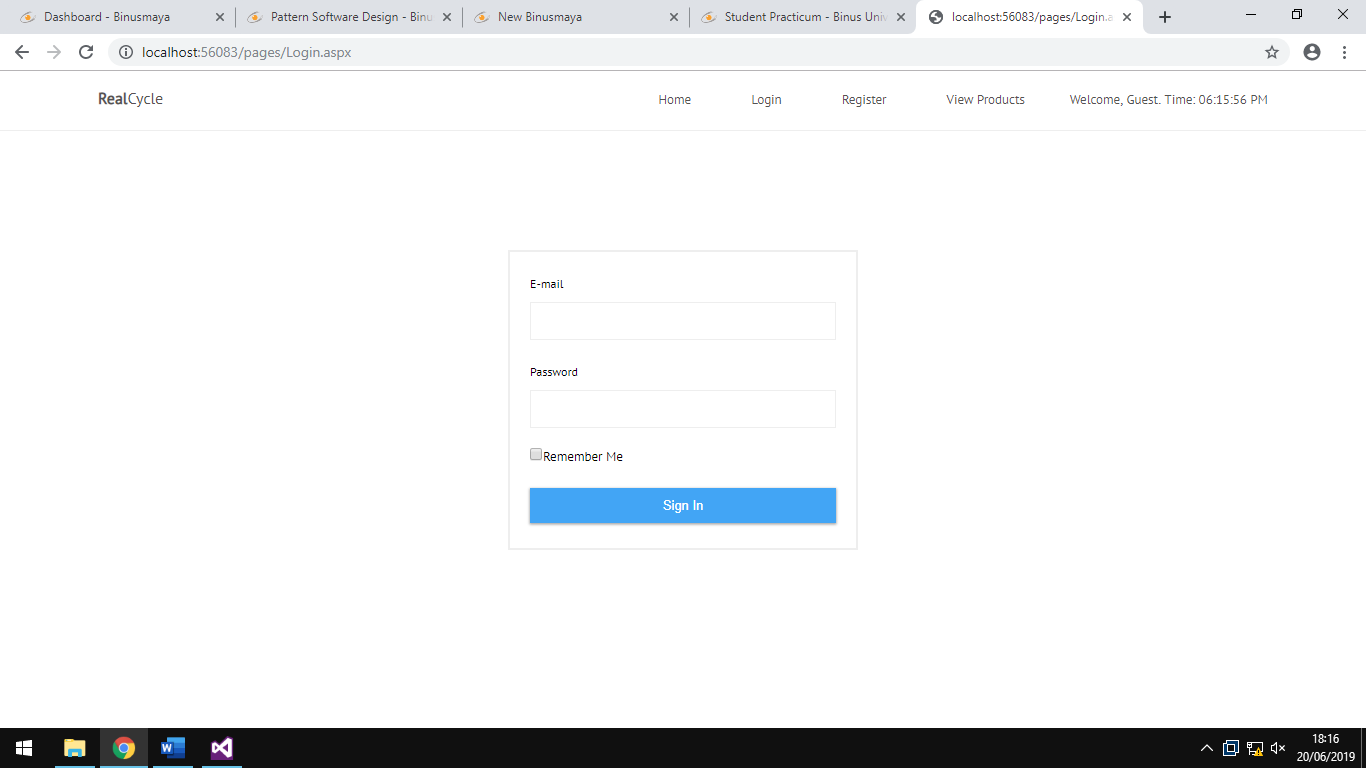 Dashboard - Binusmaya
Pattern Software Design - Binu
New Binusmaya
Student Practicum - Binus Univ
localhost:56083/pages/Login.a
localhost:56083/pages/Login.aspx
RealCycle
Home
Login
Register
View Products
Welcome, Guest. Time: 06:15:56 PM
E-mail
Password
Remember Me
Sign In
18:16
20/06/2019